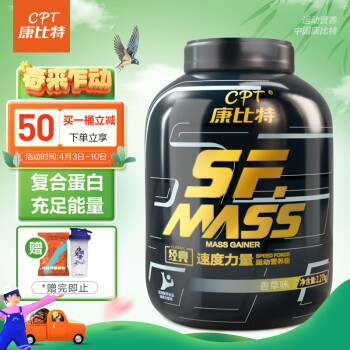 CPT
康比特
运动营养
中国康比特
春来乍动
50
买一桶立减
下单立享
活动时间:4月3日-10日
复合蛋白
充足能量
赠
*赠完即止
CPT
康比特
SF.
MASS
MASS GAINER
经典
速度力量
SPEED FORCE
运动营养粉
香草味